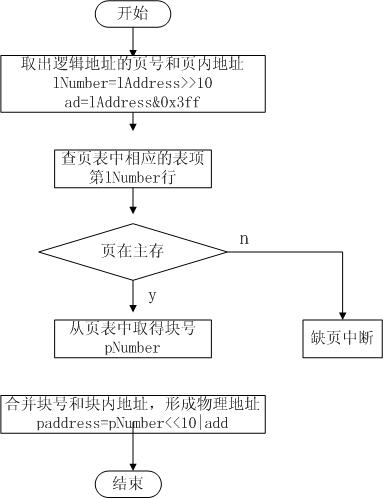 开始
取出逻辑地址的页号和页内地址
lNumber=lAddress>>10
ad=lAddress&0x3ff
查页表中相应的表项
第lNumber行
页在主存
n
y
从页表中取得块号
pNumber
缺页中断
合并块号和块内地址，形成物理地址
paddress=pNumber<<10|add
结束